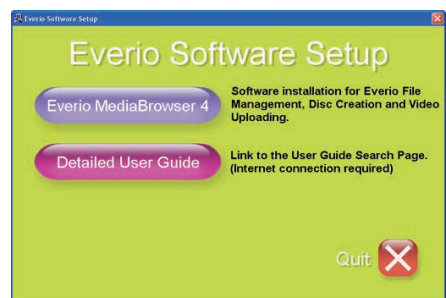 Everio Software Setup
Everio Software Setup
Everio MediaBrowser 4
Software installation for Everio File
Management, Disc Creation and Video
Uploading.
Detailed User Guide
Link to the User Guide Search Page.
(Internet connection required)
Quit